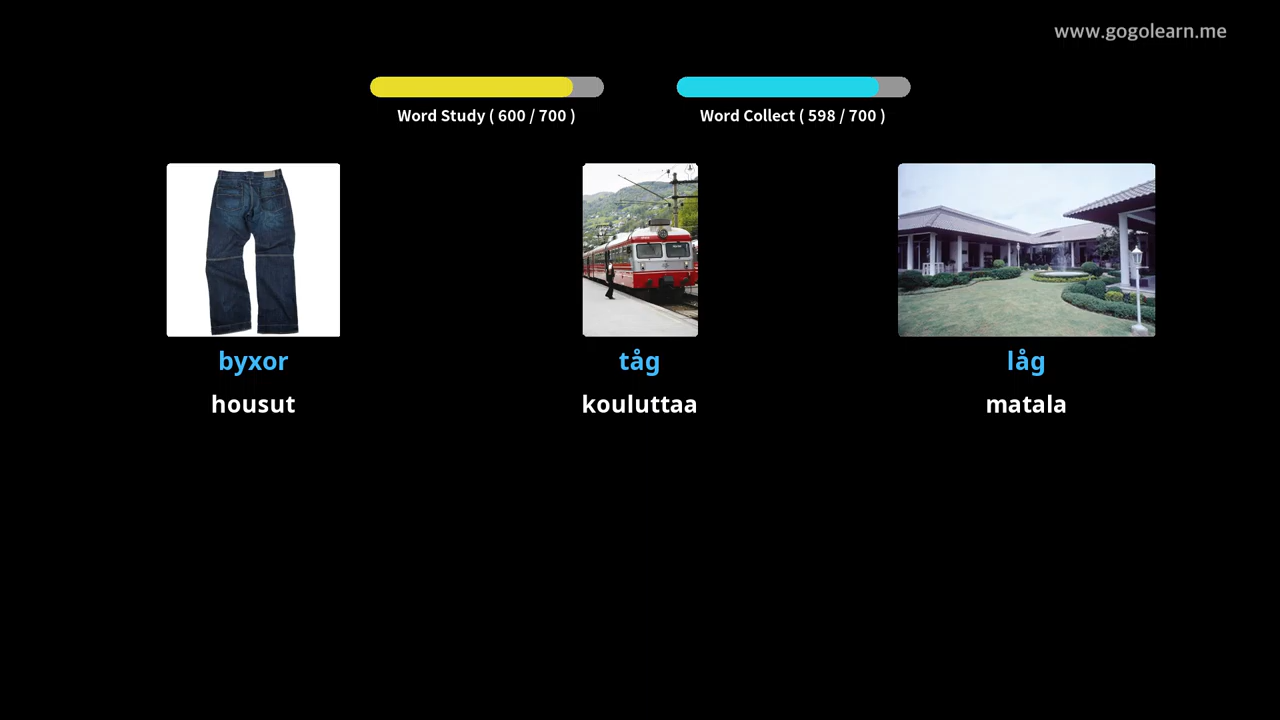 www.gogolearn.me
Word Study ( 600 / 700 )
Word Collect ( 598 / 700 )
byxor
tåg
låg
housut
kouluttaa
matala